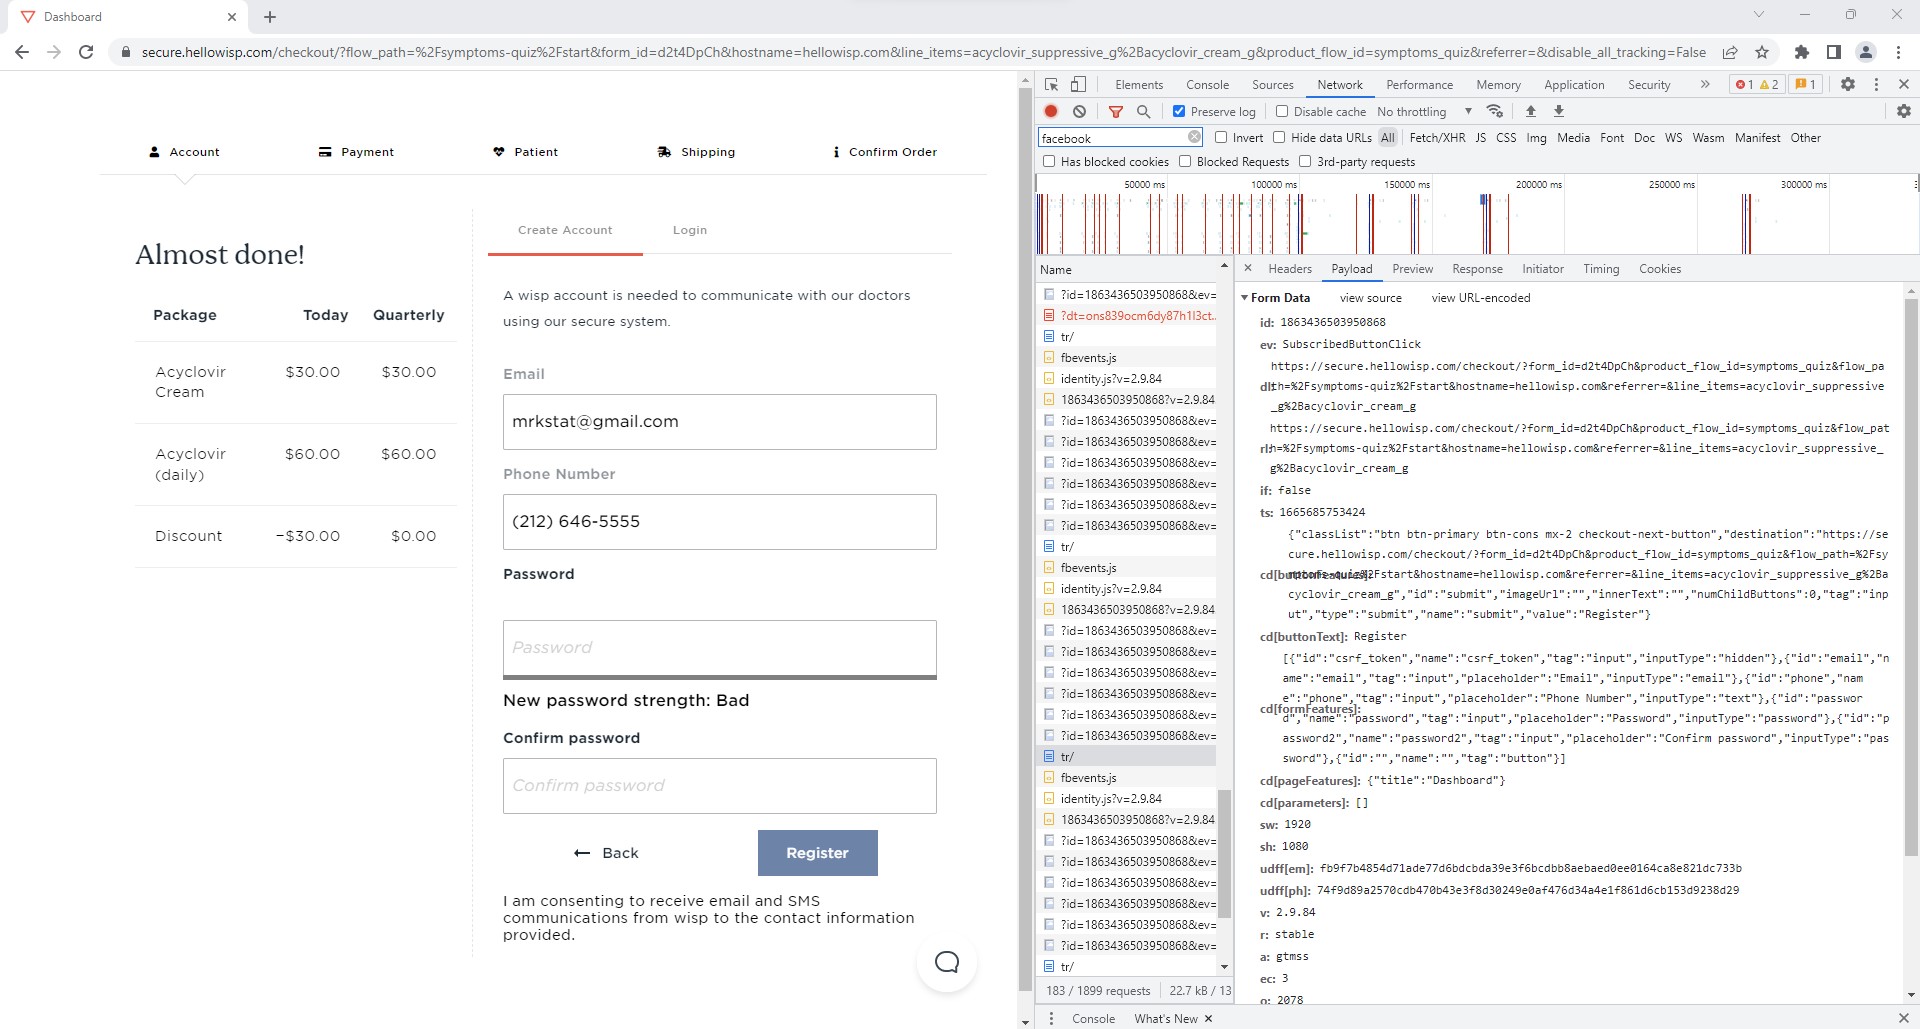 Dashboard
secure.hellowisp.com/checkout/?flow_path=%2Fsymptoms-quiz%2Fstart&form_id=d2t4DpCh&hostname=hellowisp.com&line_items=acyclovir_suppressive_g%2Bacyclovir_cream_g&product_flow_id=symptoms_quiz&referrer=&disable_all_tracking=False
Account
Payment
Patient
Shipping
Confirm Order
Almost done!
Package Today Quarterly
Acyclovir Cream $30.00 $30.00
Acyclovir (daily) $60.00 $60.00
Discount −$30.00 $0.00
Create Account
Login
A wisp account is needed to communicate with our doctors
using our secure system.
Email
mrkstat@gmail.com
Phone Number
(212) 646-5555
Password
Password
New password strength: Bad
Confirm password
Confirm password
Back
Register
I am consenting to receive email and SMS
communications from wisp to the contact information
provided.
Elements Console Sources Network Performance Memory Application Security » 1 2 1
Preserve log Disable cache No throttling
facebook
Invert Hide data URLs All Fetch/XHR JS CSS Img Media Font Doc WS Wasm Manifest Other
Has blocked cookies Blocked Requests 3rd-party requests
50000 ms 100000 ms 150000 ms 200000 ms 250000 ms 300000 ms
Name
?id=1863436503950868&ev=
?dt=ons839ocm6dy87h1l3ct..
tr/
fbevents.js
identity.js?v=2.9.84
1863436503950868?v=2.9.84
?id=1863436503950868&ev=
?id=1863436503950868&ev=
?id=1863436503950868&ev=
?id=1863436503950868&ev=
?id=1863436503950868&ev=
?id=1863436503950868&ev=
tr/
fbevents.js
identity.js?v=2.9.84
1863436503950868?v=2.9.84
?id=1863436503950868&ev=
?id=1863436503950868&ev=
?id=1863436503950868&ev=
?id=1863436503950868&ev=
?id=1863436503950868&ev=
?id=1863436503950868&ev=
tr/
fbevents.js
identity.js?v=2.9.84
1863436503950868?v=2.9.84
?id=1863436503950868&ev=
?id=1863436503950868&ev=
?id=1863436503950868&ev=
?id=1863436503950868&ev=
?id=1863436503950868&ev=
?id=1863436503950868&ev=
tr/
183 / 1899 requests 22.7 kB / 13
Headers Payload Preview Response Initiator Timing Cookies
Form Data view source view URL-encoded
id: 1863436503950868
ev: SubscribedButtonClick
https://secure.hellowisp.com/checkout/?form_id=d2t4DpCh&product_flow_id=symptoms_quiz&flow_pa
dl: th=%2Fsymptoms-quiz%2Fstart&hostname=hellowisp.com&referrer=&line_items=acyclovir_suppressive
_g%2Bacyclovir_cream_g
https://secure.hellowisp.com/checkout/?form_id=d2t4DpCh&product_flow_id=symptoms_quiz&flow_pat
rl: h=%2Fsymptoms-quiz%2Fstart&hostname=hellowisp.com&referrer=&line_items=acyclovir_suppressive_
g%2Bacyclovir_cream_g
if: false
ts: 1665685753424
{"classList":"btn btn-primary btn-cons mx-2 checkout-next-button","destination":"https://se
cure.hellowisp.com/checkout/?form_id=d2t4DpCh&product_flow_id=symptoms_quiz&flow_path=%2Fsy
cd[buttonFeatures]: mptoms-quiz%2Fstart&hostname=hellowisp.com&referrer=&line_items=acyclovir_suppressive_g%2Ba
cyclovir_cream_g","id":"submit","imageUrl":"","innerText":"","numChildButtons":0,"tag":"inp
ut","type":"submit","name":"submit","value":"Register"}
cd[buttonText]: Register
[{"id":"csrf_token","name":"csrf_token","tag":"input","inputType":"hidden"},{"id":"email","n
ame":"email","tag":"input","placeholder":"Email","inputType":"email"},{"id":"phone","nam
e":"phone","tag":"input","placeholder":"Phone Number","inputType":"text"},{"id":"passwor
cd[formFeatures]: d","name":"password","tag":"input","placeholder":"Password","inputType":"password"},{"id":"p
assword2","name":"password2","tag":"input","placeholder":"Confirm password","inputType":"pas
sword"},{"id":"","name":"","tag":"button"}]
cd[pageFeatures]: {"title":"Dashboard"}
cd[parameters]: []
sw: 1920
sh: 1080
udff[em]: fb9f7b4854d71ade77d6bdcbda39e3f6bcdbb8aebaed0ee0164ca8e821dc733b
udff[ph]: 74f9d89a2570cdb470b43e3f8d30249e0af476d34a4e1f861d6cb153d9238d29
v: 2.9.84
r: stable
a: gtmss
ec: 3
o: 2078
Console What's New